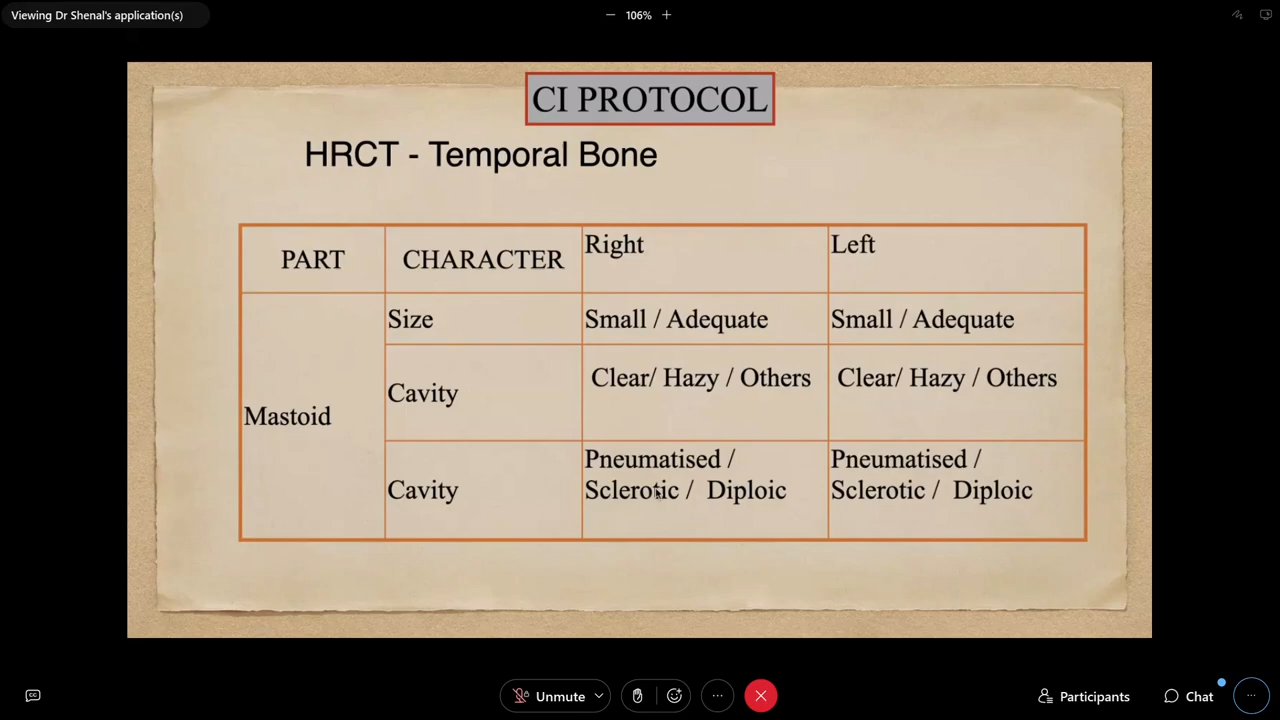 Viewing Dr Shenal's application(s)
106%
CI PROTOCOL
HRCT - Temporal Bone
PART CHARACTER Right Left
Mastoid
Size Small / Adequate Small / Adequate
Cavity Clear/ Hazy / Others Clear/ Hazy / Others
Cavity Pneumatised / Sclerotic / Diploic Pneumatised / Sclerotic / Diploic
CC
Unmute
Participants
Chat